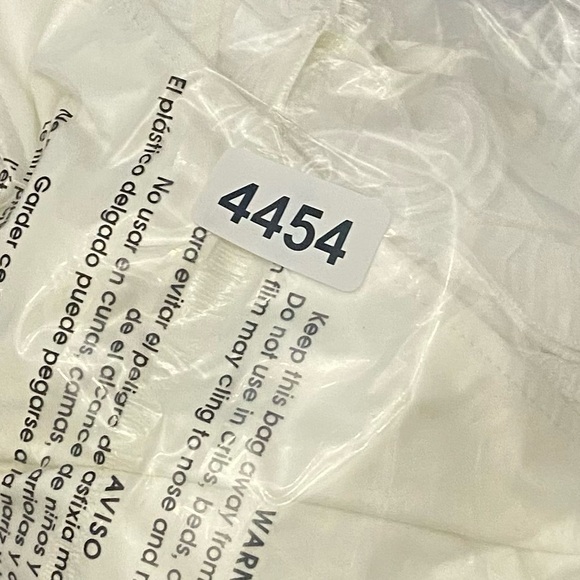 4454
WARN
Keep this bag away from
Do not use in cribs, beds, c
film may cling to nose and
AVISO
ara evitar el peligro de asfixia ma
No usar en cunas, camas, carriolas y
de el alcance de niños y
El plástico delgado puede pegarse a la nariz
Garder ce